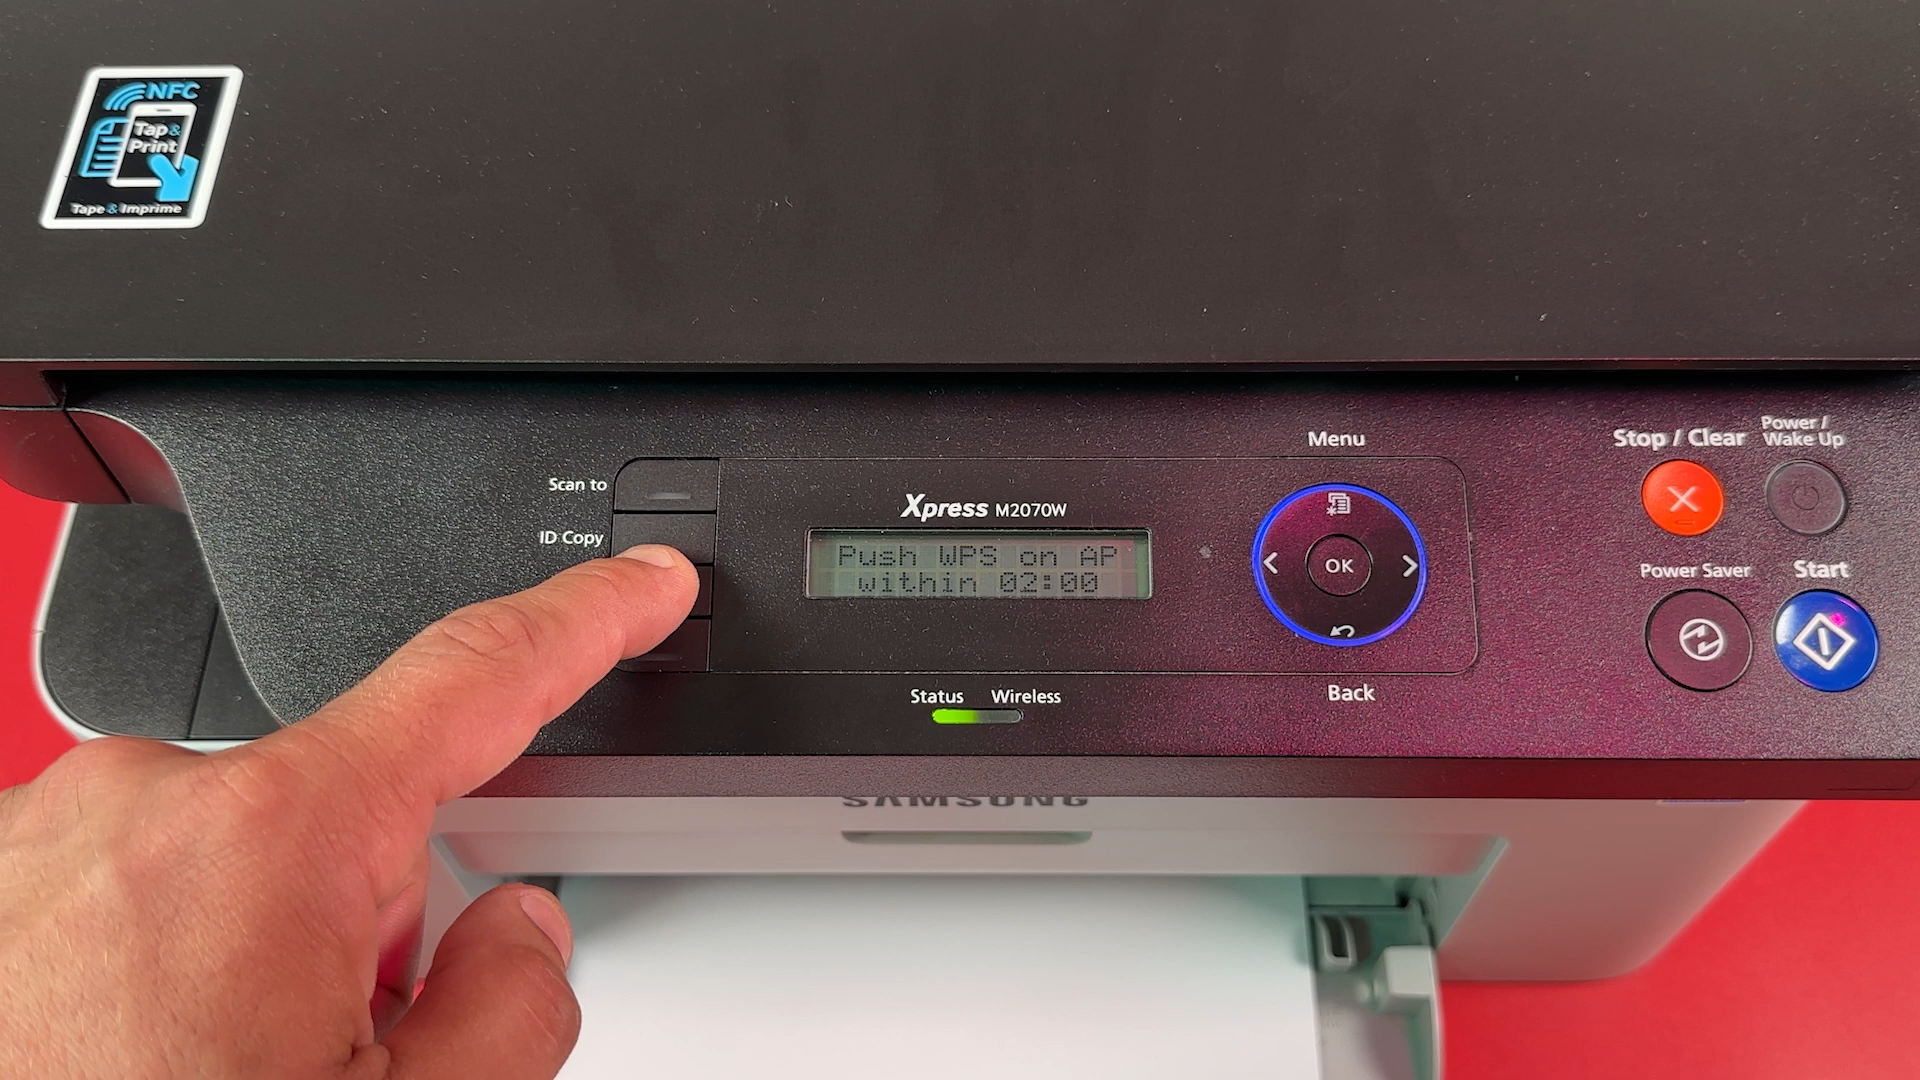 NFC
Tap &
Print
Tape & Imprime
Scan to
ID Copy
Xpress M2070W
Push WPS on AP
within 02:00
Status Wireless
Menu
OK
Back
Stop / Clear
Power /
Wake Up
Power Saver
Start
SAMSUNG